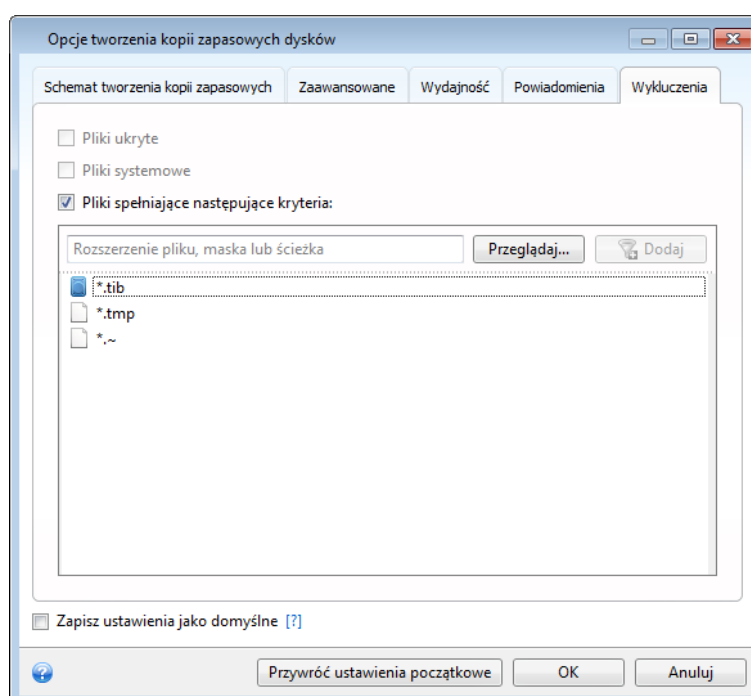 Opcje tworzenia kopii zapasowych dysków
Schemat tworzenia kopii zapasowych Zaawansowane Wydajność Powiadomienia Wykluczenia
Pliki ukryte
Pliki systemowe
Pliki spełniające następujące kryteria:
Rozszerzenie pliku, maska lub ścieżka Przeglądaj... Dodaj
*.tib
*.tmp
*.~
Zapisz ustawienia jako domyślne [?]
Przywróć ustawienia początkowe OK Anuluj